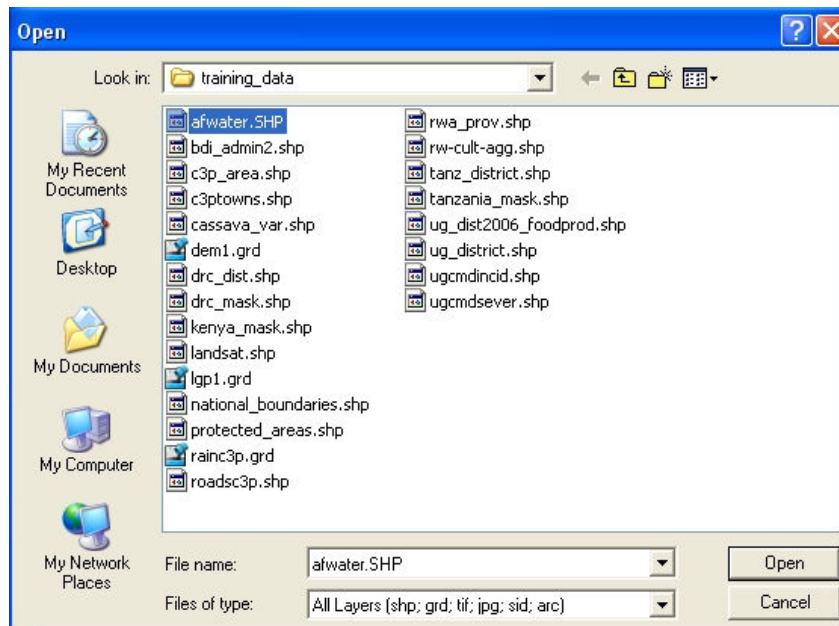 Open
Look in:
training_data
My Recent
Documents
Desktop
My Documents
My Computer
My Network
Places
afwater.SHP
bdi_admin2.shp
c3p_area.shp
c3ptowns.shp
cassava_var.shp
dem1.grd
drc_dist.shp
drc_mask.shp
kenya_mask.shp
landsat.shp
lgp1.grd
national_boundaries.shp
protected_areas.shp
rainc3p.grd
roadsc3p.shp
rwa_prov.shp
rw-cult-agg.shp
tanz_district.shp
tanzania_mask.shp
ug_dist2006_foodprod.shp
ug_district.shp
ugcmdincid.shp
ugcmdsever.shp
File name:
afwater.SHP
Open
Files of type:
All Layers (shp; grd; tif; jpg; sid; arc)
Cancel